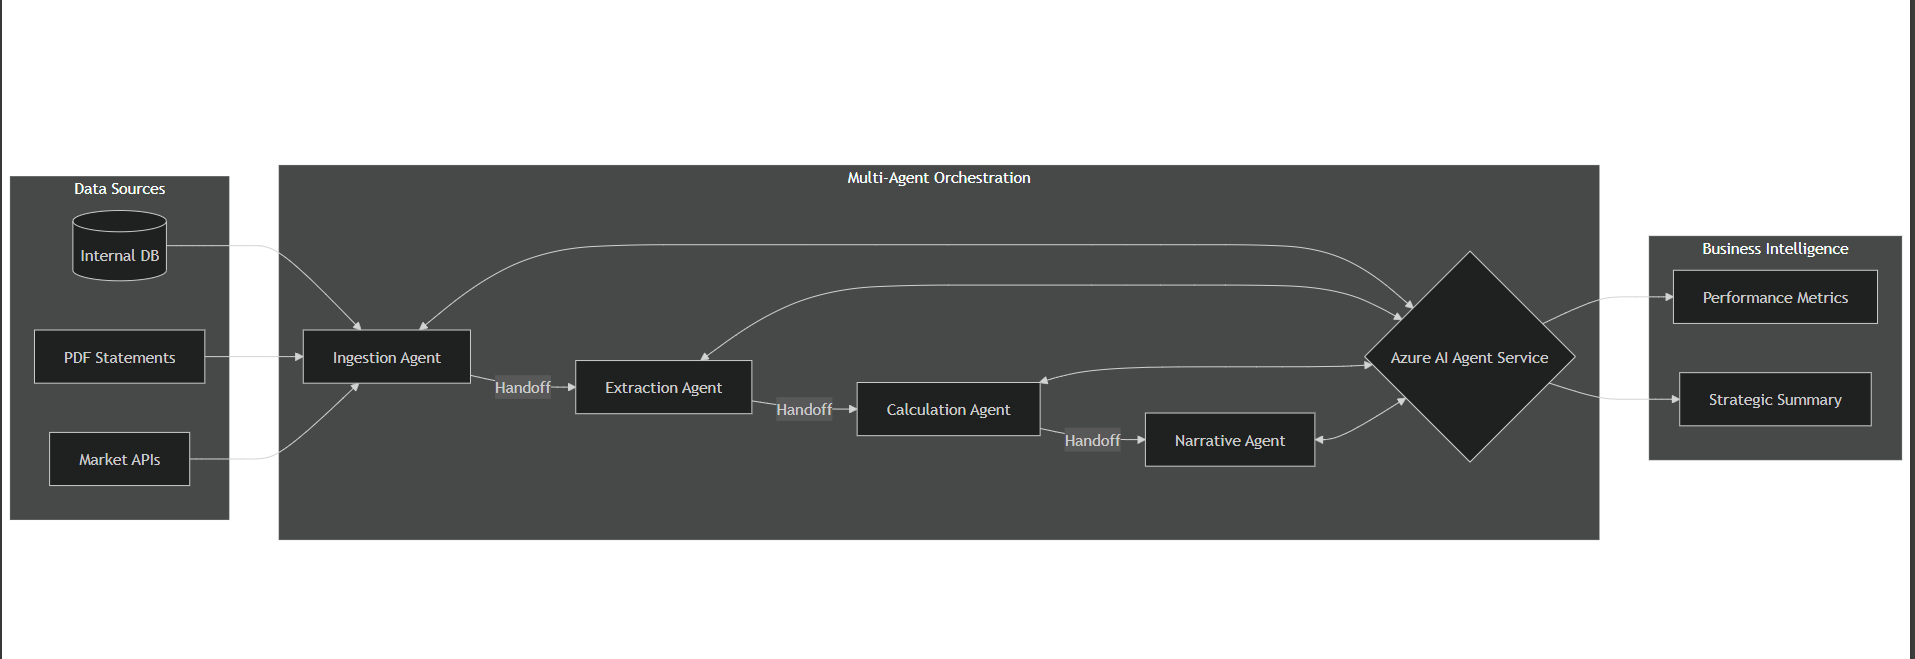 Data Sources
Internal DB
PDF Statements
Market APIs
Multi-Agent Orchestration
Ingestion Agent
Handoff
Extraction Agent
Handoff
Calculation Agent
Handoff
Narrative Agent
Azure AI Agent Service
Business Intelligence
Performance Metrics
Strategic Summary